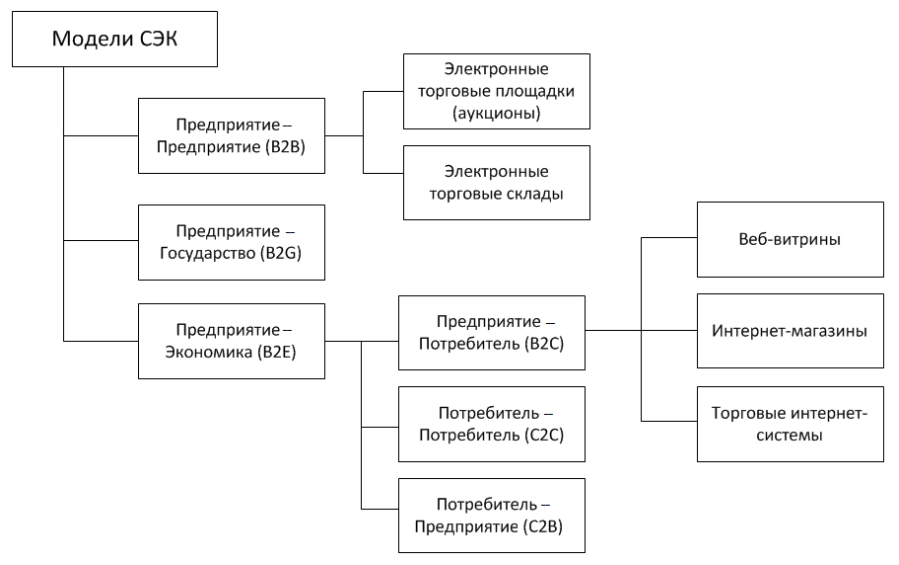 Модели СЭК
Предприятие –
Предприятие (B2B)
Электронные
торговые площадки
(аукционы)
Электронные
торговые склады
Предприятие –
Государство (B2G)
Предприятие –
Экономика (B2E)
Предприятие –
Потребитель (B2C)
Потребитель –
Потребитель (C2C)
Потребитель –
Предприятие (C2B)
Веб-витрины
Интернет-магазины
Торговые интернет-
системы